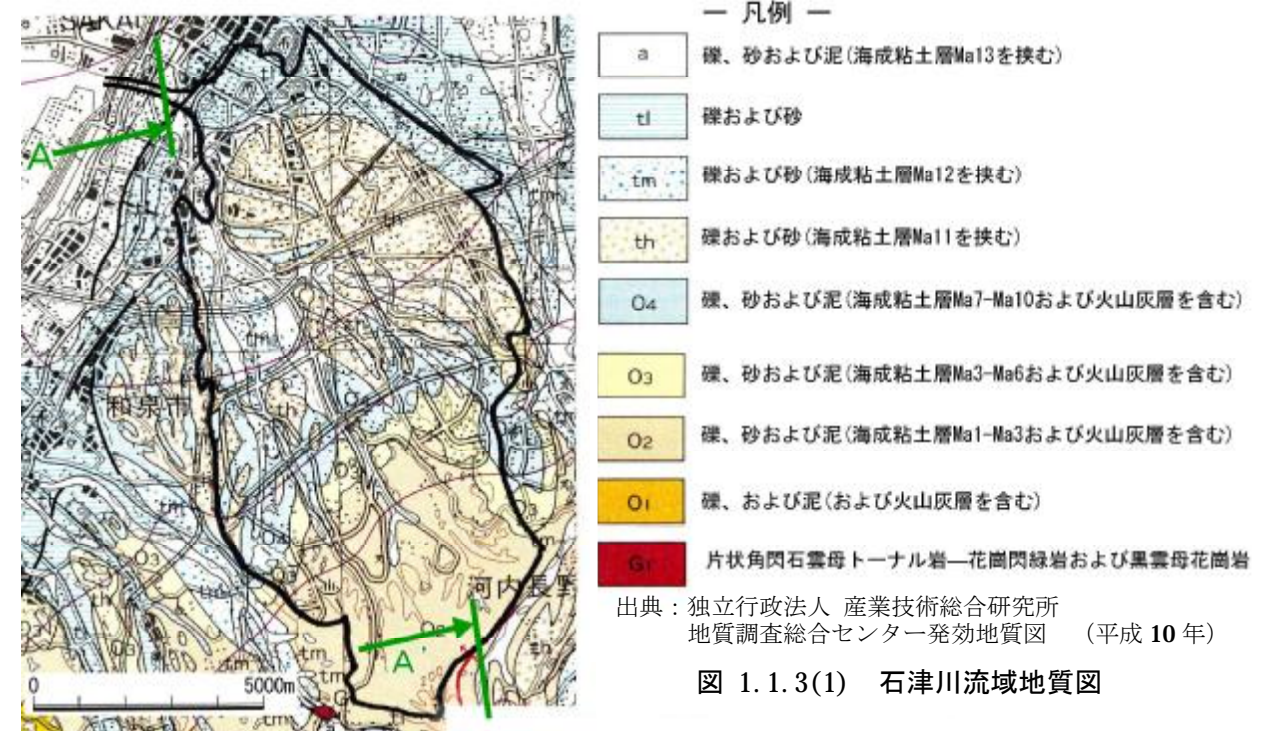 SAKAI
A
和泉市
河内長野
A'
0
5000m
O2
O3
O4
th
tm
tl
― 凡例 ―
a 礫、砂および泥(海成粘土層Ma13を挟む)
tl 礫および砂
tm 礫および砂(海成粘土層Ma12を挟む)
th 礫および砂(海成粘土層Ma11を挟む)
O4 礫、砂および泥(海成粘土層Ma7-Ma10および火山灰層を含む)
O3 礫、砂および泥(海成粘土層Ma3-Ma6および火山灰層を含む)
O2 礫、砂および泥(海成粘土層Ma1-Ma3および火山灰層を含む)
O1 礫、および泥(および火山灰層を含む)
G1 片状角閃石雲母トーナル岩―花崗閃緑岩および黒雲母花崗岩
出典：独立行政法人 産業技術総合研究所
地質調査総合センター発効地質図 （平成 10 年）
図 1.1.3(1) 石津川流域地質図